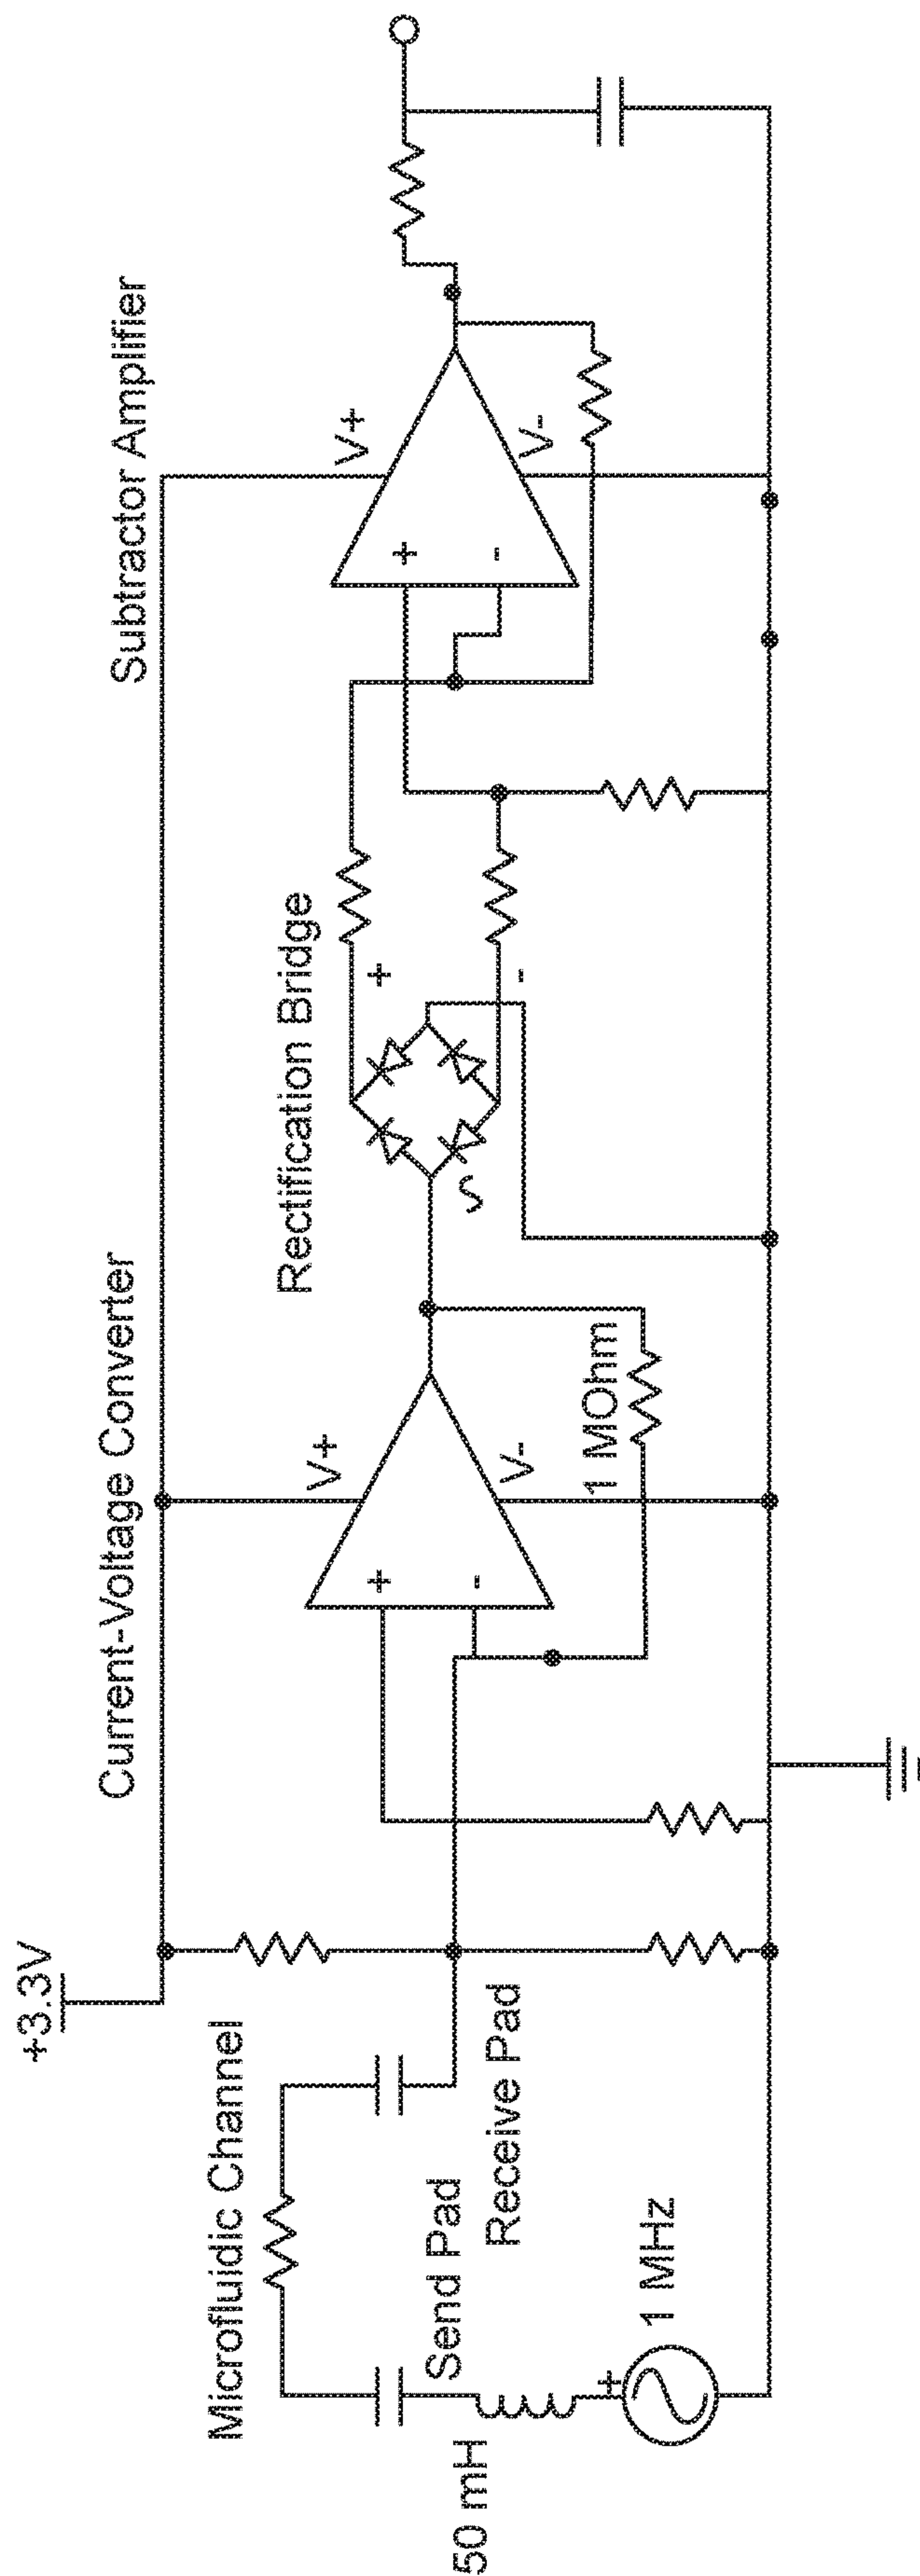 +3.3V
Current-Voltage Converter
Subtractor Amplifier
Microfluidic Channel
Rectification Bridge
V+
V+
+
-
+
-
+
-
V-
V-
Send Pad
Receive Pad
1 MOhm
50 mH
+
1 MHz